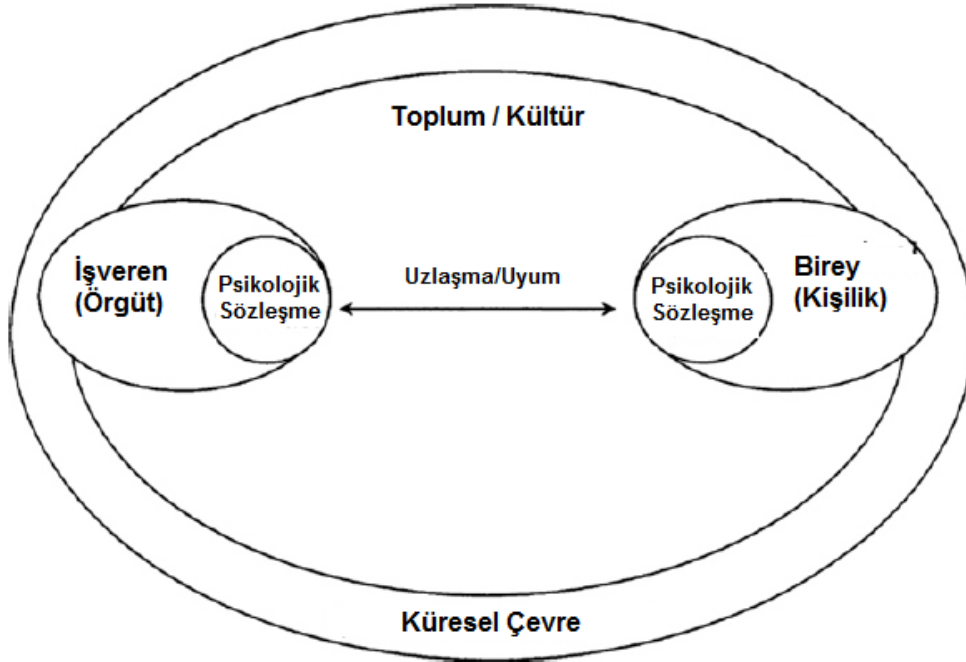 Toplum / Kültür
İşveren
(Örgüt)
Psikolojik
Sözleşme
Uzlaşma/Uyum
Psikolojik
Sözleşme
Birey
(Kişilik)
Küresel Çevre